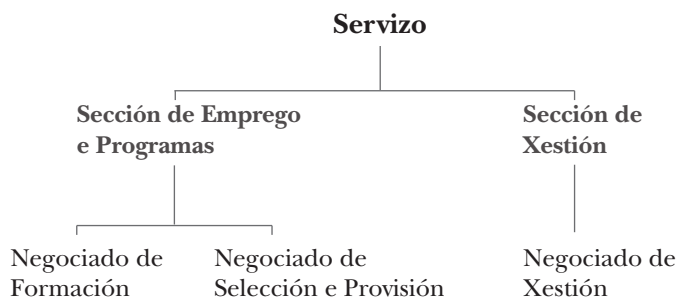 Servizo
Sección de Emprego
e Programas
Sección de
Xestión
Negociado de
Formación
Negociado de
Selección e Provisión
Negociado de
Xestión